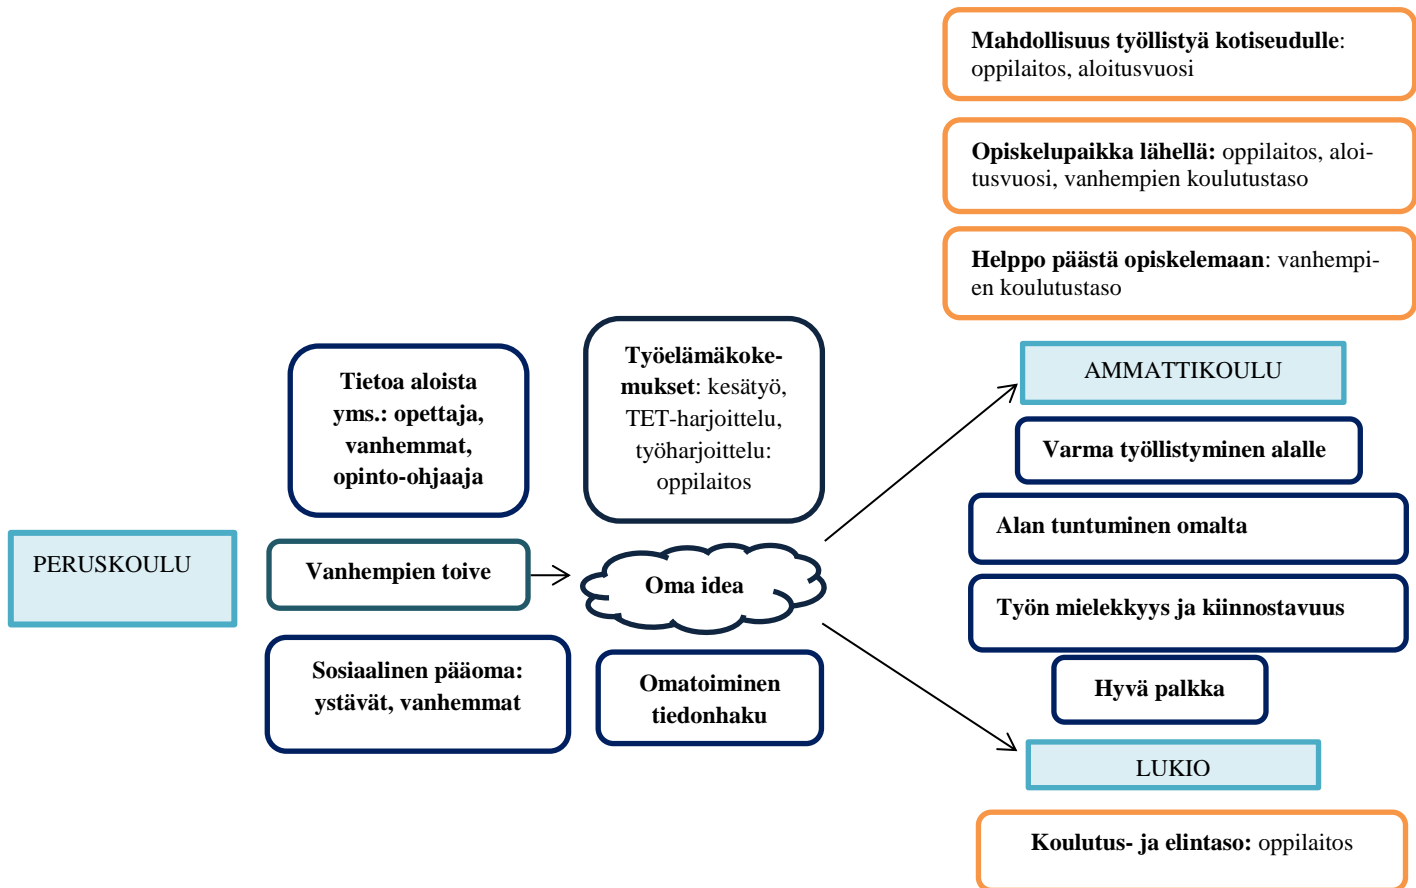 Mahdollisuus työllistyä kotiseudulle:
oppilaitos, aloitusvuosi
Opiskelupaikka lähellä: oppilaitos, aloi-
tusvuosi, vanhempien koulutustaso
Helppo päästä opiskelemaan: vanhempi-
en koulutustaso
PERUSKOULU
Tietoa aloista
yms.: opettaja,
vanhemmat,
opinto-ohjaaja
Vanhempien toive
Sosiaalinen pääoma:
ystävät, vanhemmat
Työelämäkoke-
mukset: kesätyö,
TET-harjoittelu,
työharjoittelu:
oppilaitos
Oma idea
Omatoiminen
tiedonhaku
AMMATTIKOULU
Varma työllistyminen alalle
Alan tuntuminen omalta
Työn mielekkyys ja kiinnostavuus
Hyvä palkka
LUKIO
Koulutus- ja elintaso: oppilaitos